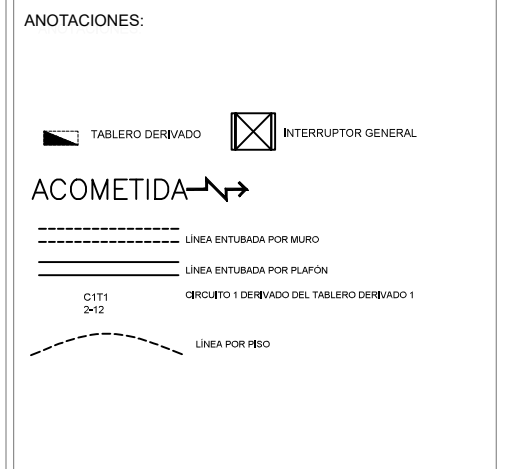 ANOTACIONES:
TABLERO DERIVADO
INTERRUPTOR GENERAL
ACOMETIDA
LÍNEA ENTUBADA POR MURO
LÍNEA ENTUBADA POR PLAFÓN
C1T1
2-12
CIRCUITO 1 DERIVADO DEL TABLERO DERIVADO 1
LÍNEA POR PISO